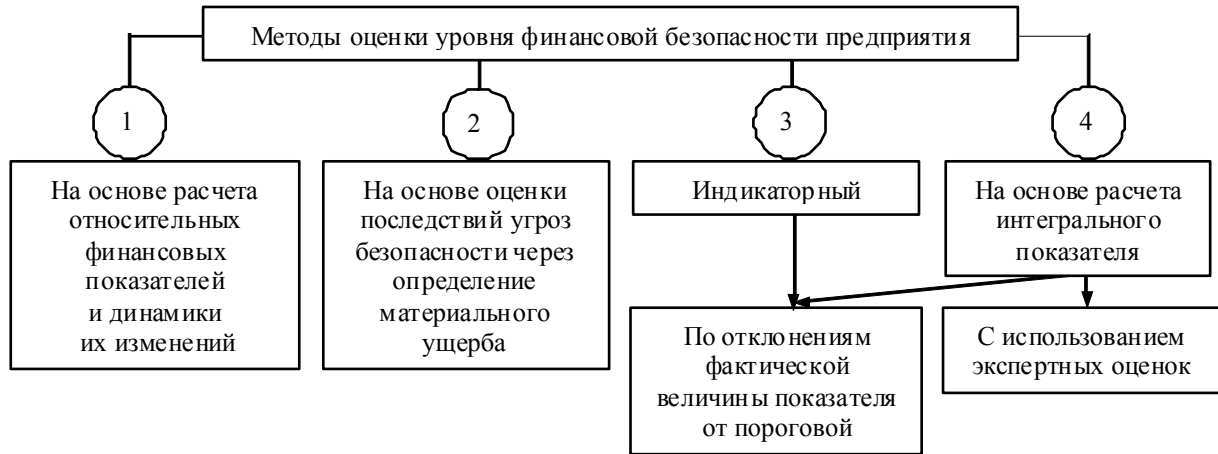 Методы оценки уровня финансовой безопасности предприятия
1
2
3
4
На основе расчета
относительных
финансовых
показателей
и динамики
их изменений
На основе оценки
последствий угроз
безопасности через
определение
материального
ущерба
Индикаторный
На основе расчета
интегрального
показателя
По отклонениям
фактической
величины показателя
от пороговой
С использованием
экспертных оценок